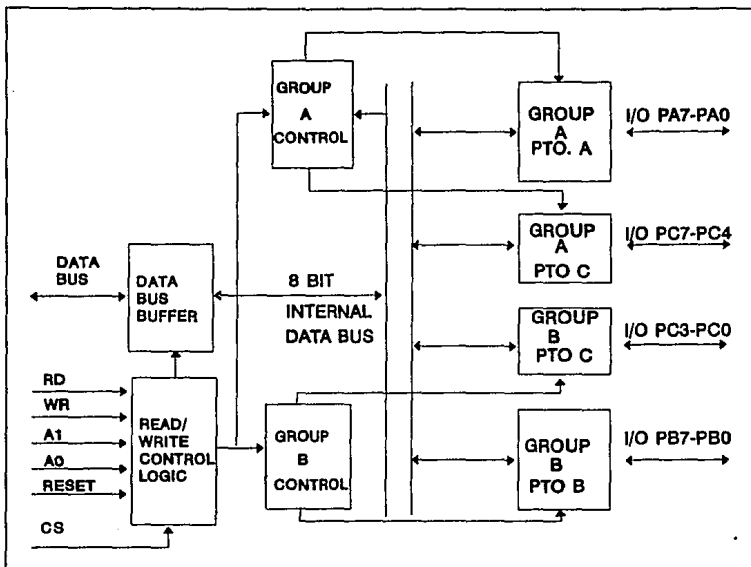 GROUP
A
CONTROL
GROUP
A
PTO. A
I/O PA7-PA0
GROUP
A
PTO C
I/O PC7-PC4
DATA
BUS
DATA
BUS
BUFFER
8 BIT
INTERNAL
DATA BUS
GROUP
B
PTO C
I/O PC3-PC0
RD
WR
A1
A0
RESET
CS
READ/
WRITE
CONTROL
LOGIC
GROUP
B
CONTROL
GROUP
B
PTO B
I/O PB7-PB0